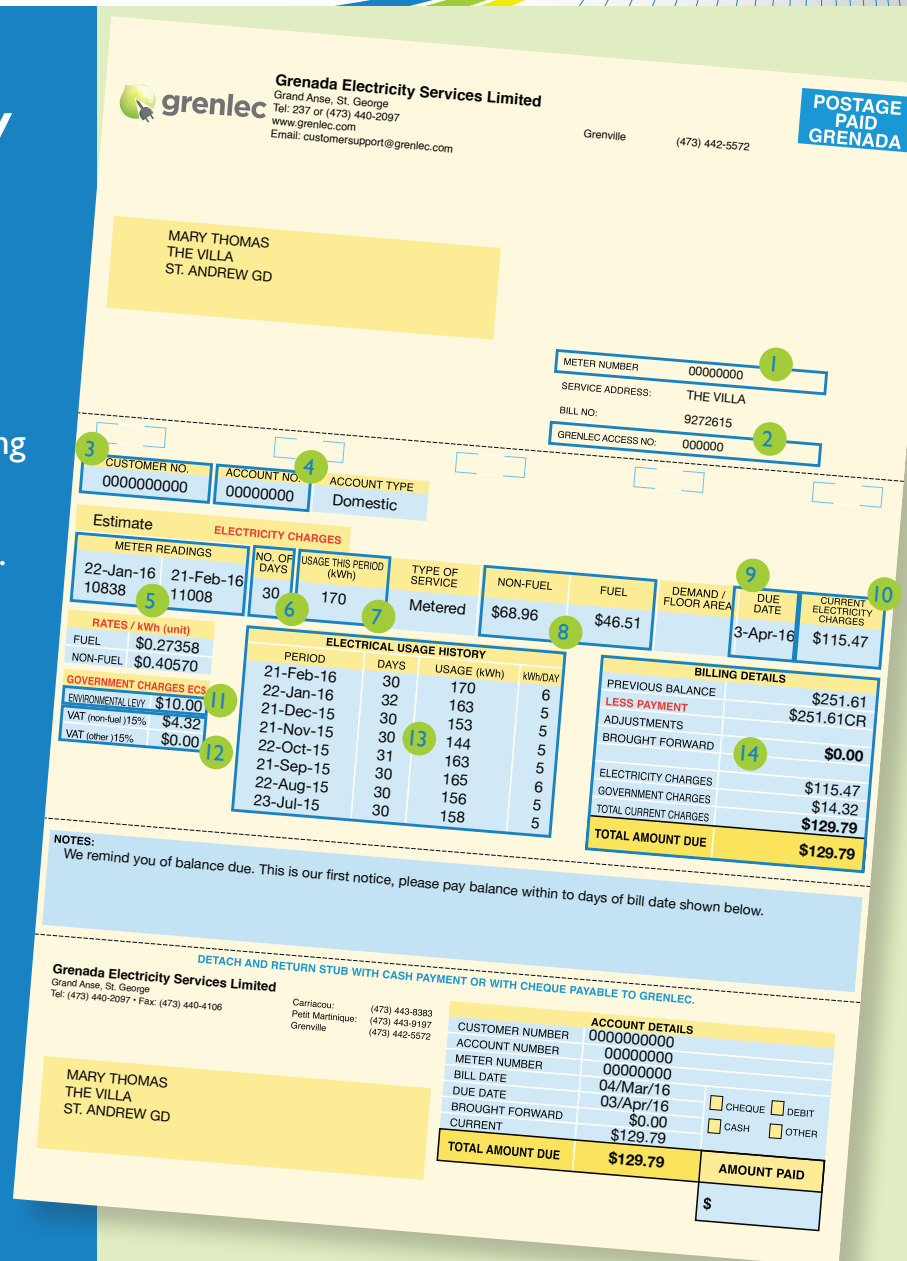 y
ng
.
grenlec
Grenada Electricity Services Limited
Grand Anse, St. George
Tel: 237 or (473) 440-2097
www.grenlec.com
Email: customersupport@grenlec.com
Grenville (473) 442-5572
POSTAGE
PAID
GRENADA
MARY THOMAS
THE VILLA
ST. ANDREW GD
METER NUMBER 00000000 1
SERVICE ADDRESS: THE VILLA
BILL NO: 9272615
GRENLEC ACCESS NO: 000000 2
3 4
CUSTOMER NO. ACCOUNT NO. ACCOUNT TYPE
0000000000 00000000 Domestic
Estimate ELECTRICITY CHARGES
METER READINGS
22-Jan-16 21-Feb-16
10838 11008
5
NO. OF
DAYS
30
6
USAGE THIS PERIOD
(kWh)
170
7
TYPE OF
SERVICE
Metered
NON-FUEL FUEL
$68.96 $46.51
8
DEMAND /
FLOOR AREA
9
DUE
DATE
3-Apr-16
10
CURRENT
ELECTRICITY
CHARGES
$115.47
RATES / kWh (unit)
FUEL $0.27358
NON-FUEL $0.40570
GOVERNMENT CHARGES EC$
ENVIRONMENTAL LEVY $10.00 11
VAT (non-fuel )15% $4.32
VAT (other )15% $0.00 12
ELECTRICAL USAGE HISTORY
PERIOD DAYS USAGE (kWh) kWh/DAY
21-Feb-16 30 170 6
22-Jan-16 32 163 5
21-Dec-15 30 153 5
21-Nov-15 30 13 144 5
22-Oct-15 31 163 5
21-Sep-15 30 165 6
22-Aug-15 30 156 5
23-Jul-15 30 158 5
BILLING DETAILS
PREVIOUS BALANCE $251.61
LESS PAYMENT $251.61CR
ADJUSTMENTS
BROUGHT FORWARD 14 $0.00
ELECTRICITY CHARGES $115.47
GOVERNMENT CHARGES $14.32
TOTAL CURRENT CHARGES $129.79
TOTAL AMOUNT DUE $129.79
NOTES:
We remind you of balance due. This is our first notice, please pay balance within to days of bill date shown below.
DETACH AND RETURN STUB WITH CASH PAYMENT OR WITH CHEQUE PAYABLE TO GRENLEC.
Grenada Electricity Services Limited
Grand Anse, St. George
Tel: (473) 440-2097 • Fax: (473) 440-4106
Carriacou: (473) 443-8383
Petit Martinique: (473) 443-9197
Grenville (473) 442-5572
MARY THOMAS
THE VILLA
ST. ANDREW GD
ACCOUNT DETAILS
CUSTOMER NUMBER 0000000000
ACCOUNT NUMBER 00000000
METER NUMBER 00000000
BILL DATE 04/Mar/16
DUE DATE 03/Apr/16
BROUGHT FORWARD $0.00
CURRENT $129.79
TOTAL AMOUNT DUE $129.79
CHEQUE DEBIT
CASH OTHER
AMOUNT PAID
$